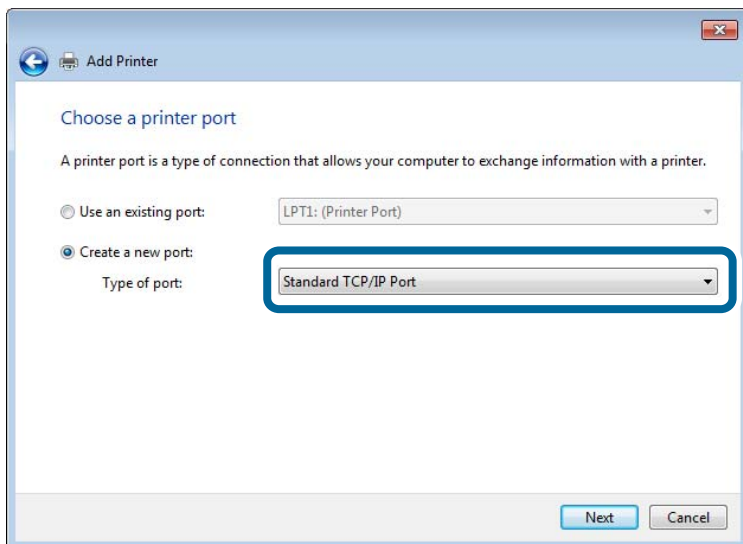 Add Printer
Choose a printer port
A printer port is a type of connection that allows your computer to exchange information with a printer.
Use an existing port: LPT1: (Printer Port)
Create a new port:
Type of port: Standard TCP/IP Port
Next Cancel